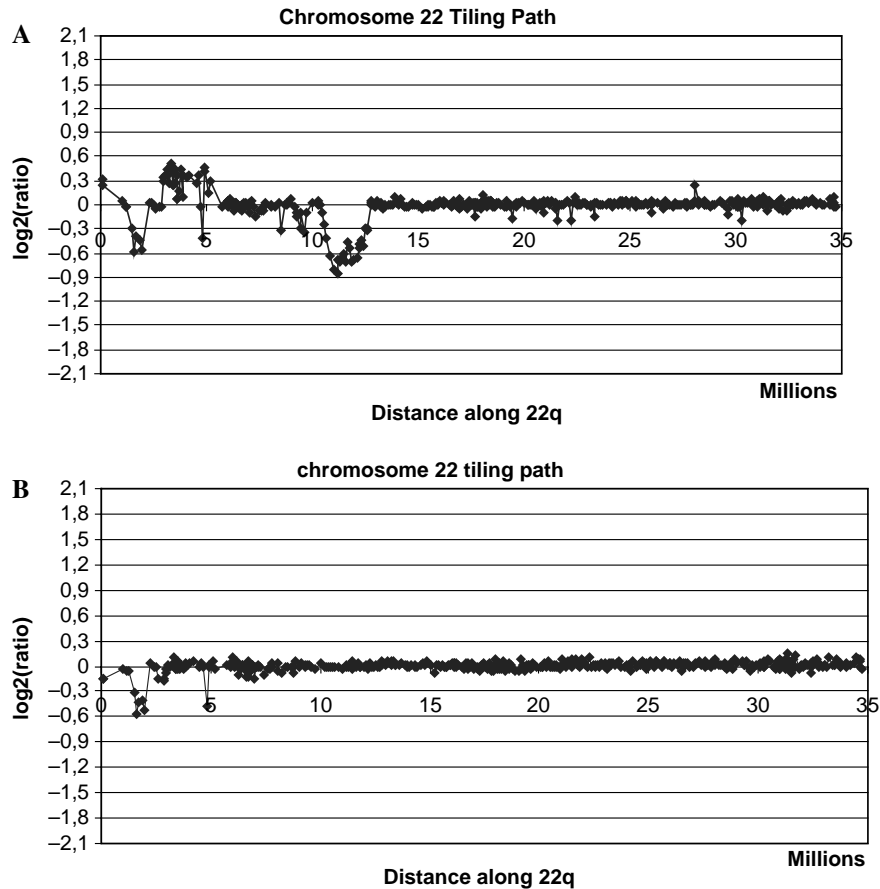 A
Chromosome 22 Tiling Path
log2(ratio)
2,1
1,8
1,5
1,2
0,9
0,6
0,3
0
–0,3
–0,6
–0,9
–1,2
–1,5
–1,8
–2,1
0 5 10 15 20 25 30 35
Millions
Distance along 22q
B
chromosome 22 tiling path
log2(ratio)
2,1
1,8
1,5
1,2
0,9
0,6
0,3
0
–0,3
–0,6
–0,9
–1,2
–1,5
–1,8
–2,1
0 5 10 15 20 25 30 35
Millions
Distance along 22q